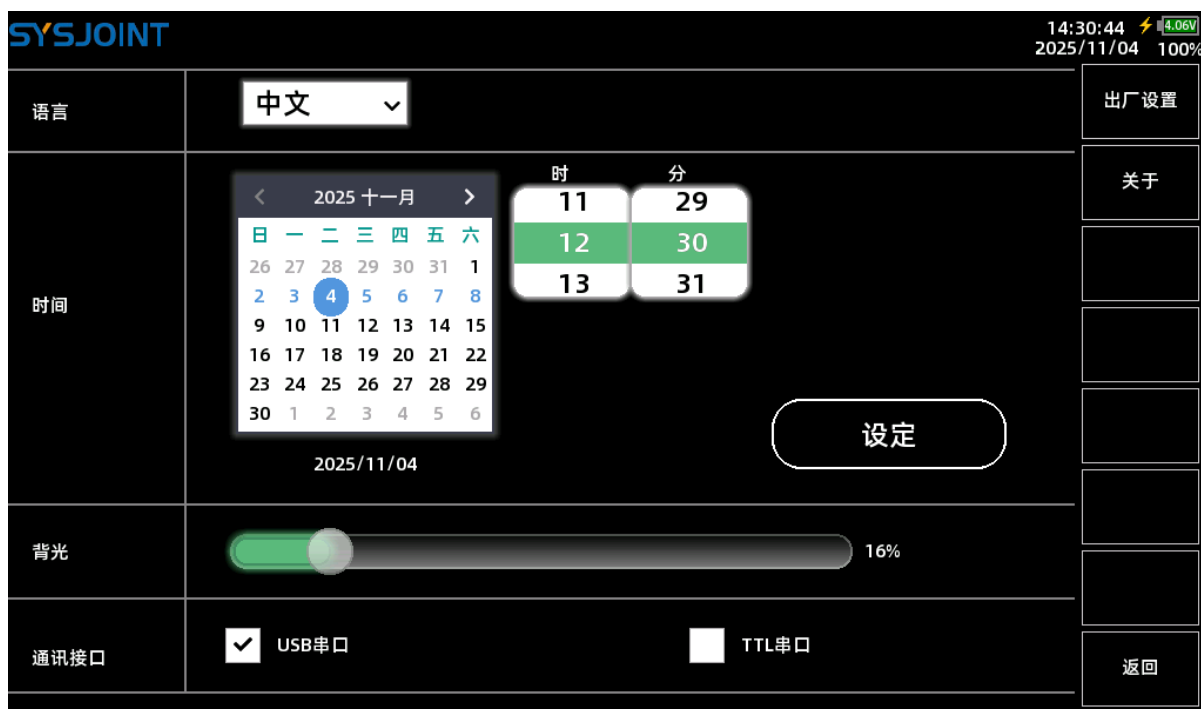 SYSJOINT
14:30:44 4.06V
2025/11/04 100%
语言
中文
出厂设置
关于
时间
2025 十一月
日 一 二 三 四 五 六
26 27 28 29 30 31 1
2 3 4 5 6 7 8
9 10 11 12 13 14 15
16 17 18 19 20 21 22
23 24 25 26 27 28 29
30 1 2 3 4 5 6
2025/11/04
时 分
11 29
12 30
13 31
设定
背光
16%
通讯接口
USB串口
TTL串口
返回